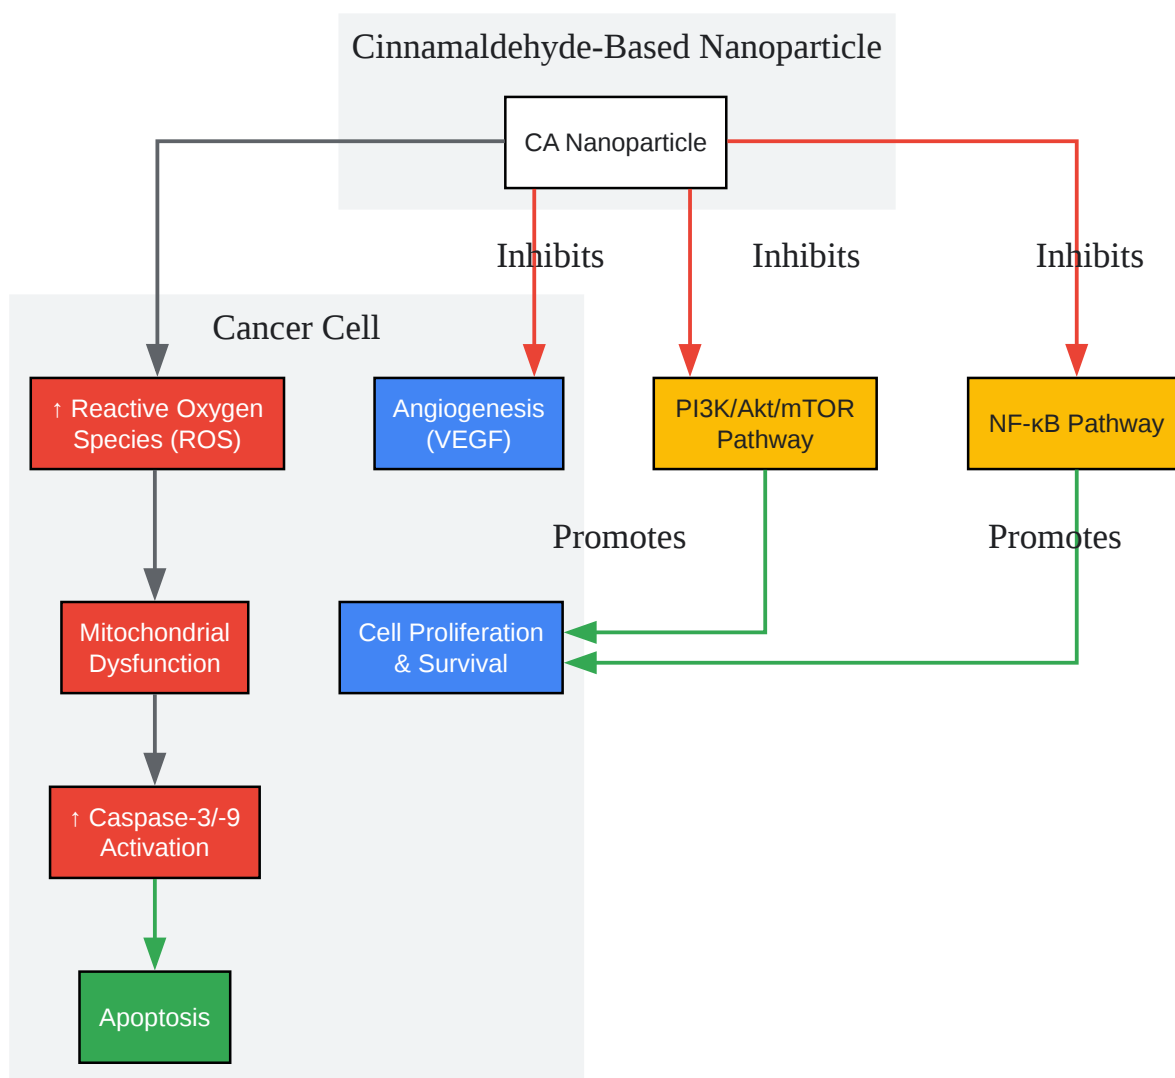 Cinnamaldehyde-Based Nanoparticle
CA Nanoparticle
Inhibits
Inhibits
Inhibits
Cancer Cell
↑ Reactive Oxygen
Species (ROS)
Angiogenesis
(VEGF)
PI3K/Akt/mTOR
Pathway
NF-κB Pathway
Promotes
Promotes
Mitochondrial
Dysfunction
Cell Proliferation
& Survival
↑ Caspase-3/-9
Activation
Apoptosis